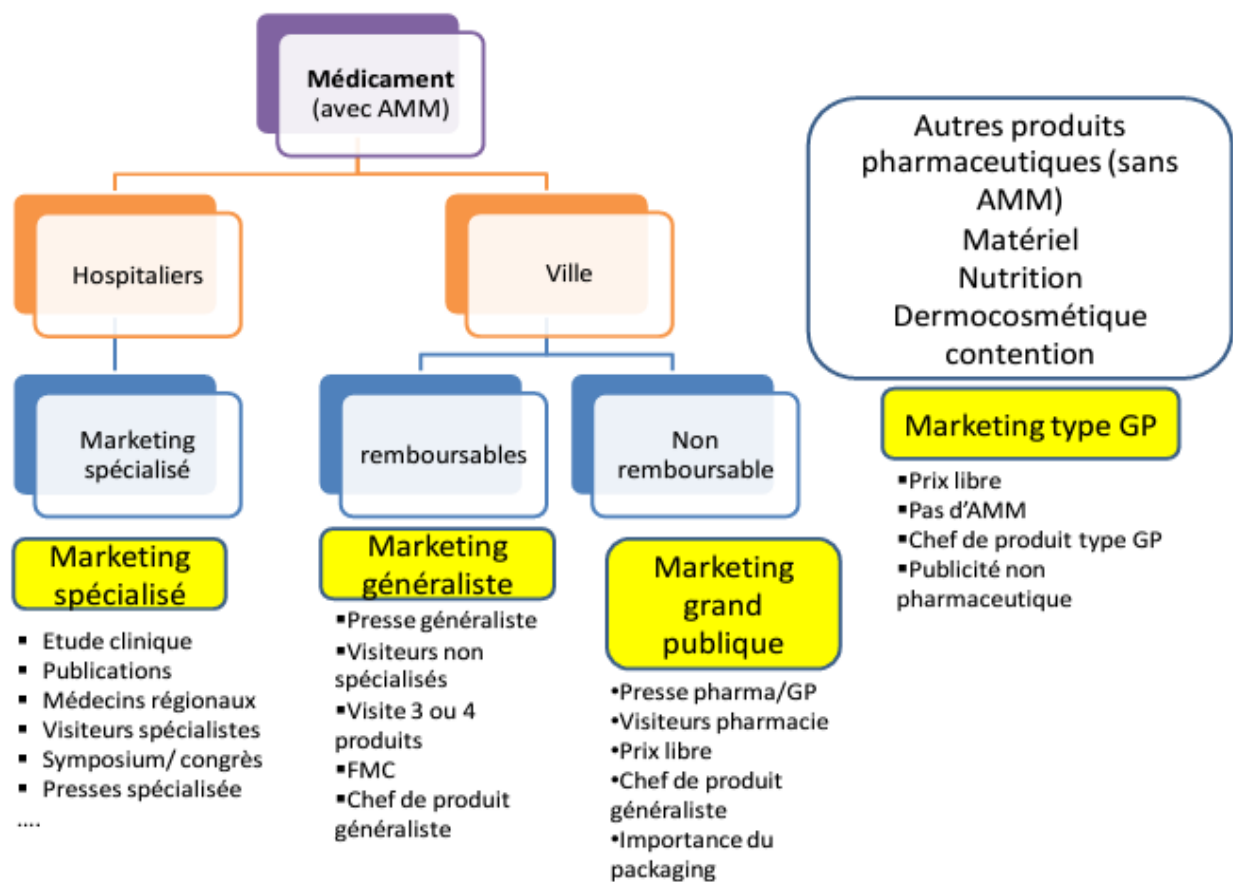 Médicament
(avec AMM)
Autres produits
pharmaceutiques (sans
AMM)
Matériel
Nutrition
Dermocosmétique
contention
Hospitaliers
Ville
Marketing
spécialisé
remboursables
Non
remboursable
Marketing type GP
▪Prix libre
▪Pas d'AMM
▪Chef de produit type GP
▪Publicité non
pharmaceutique
Marketing
spécialisé
▪ Etude clinique
▪ Publications
▪ Médecins régionaux
▪ Visiteurs spécialistes
▪ Symposium/ congrès
▪ Presses spécialisée
....
Marketing
généraliste
▪Presse généraliste
▪Visiteurs non
spécialisés
▪Visite 3 ou 4
produits
▪FMC
▪Chef de produit
généraliste
Marketing
grand
publique
•Presse pharma/GP
•Visiteurs pharmacie
•Prix libre
•Chef de produit
généraliste
•Importance du
packaging